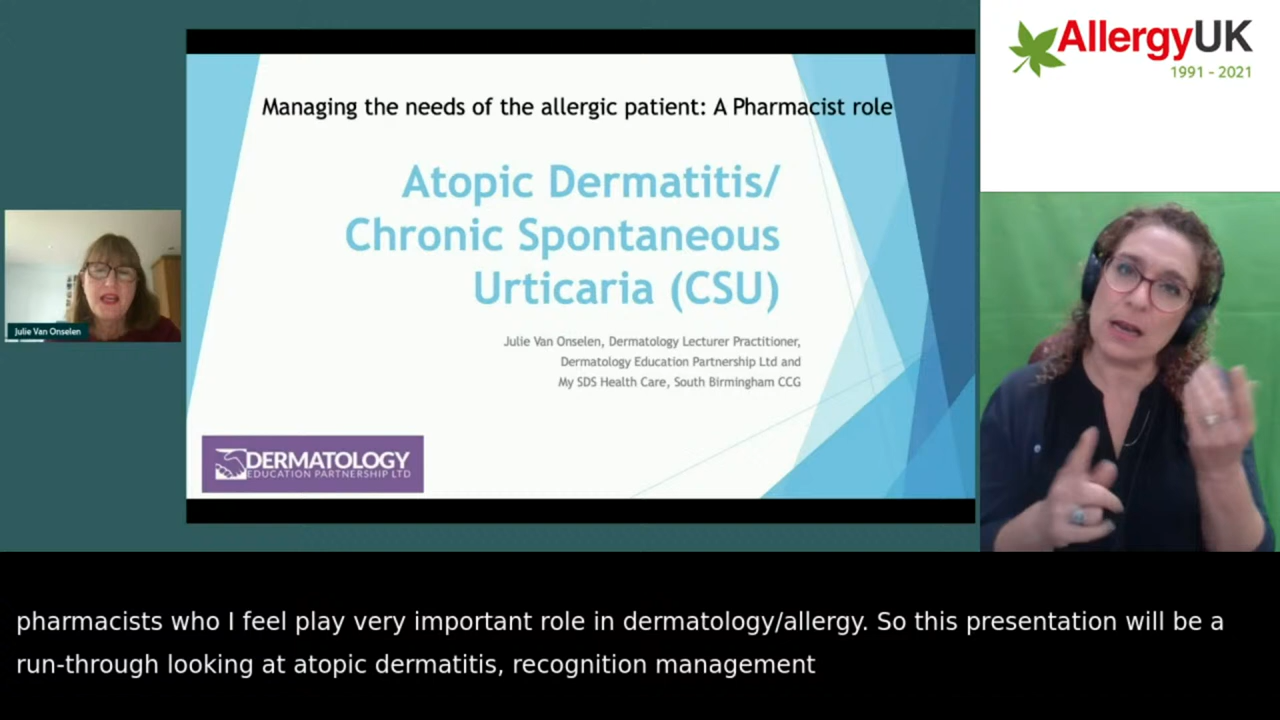 AllergyUK
1991 - 2021
Managing the needs of the allergic patient: A Pharmacist role
Atopic Dermatitis/
Chronic Spontaneous
Urticaria (CSU)
Julie Van Onselen, Dermatology Lecturer Practitioner,
Dermatology Education Partnership Ltd and
My SDS Health Care, South Birmingham CCG
Julie Van Onselen
DERMATOLOGY
EDUCATION PARTNERSHIP LTD
pharmacists who I feel play very important role in dermatology/allergy. So this presentation will be a
run-through looking at atopic dermatitis, recognition management